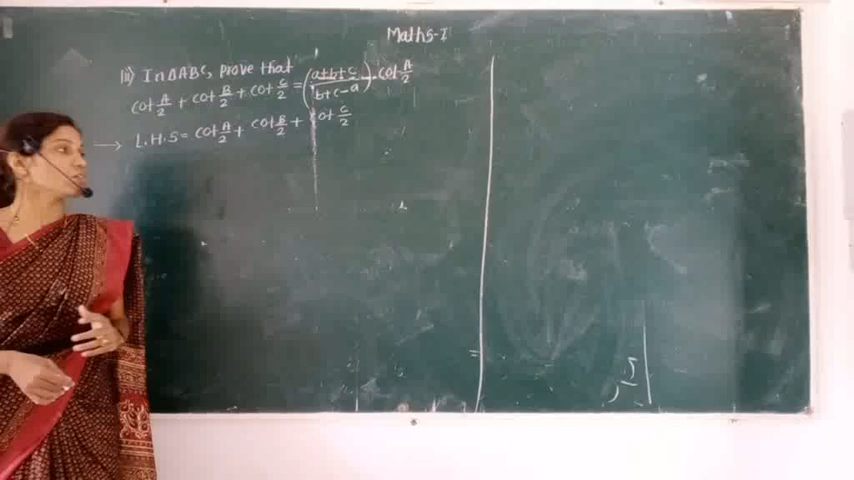 Maths-I
iii) In ΔABC, prove that
cot A/2 + cot B/2 + cot C/2 = (a+b+c / b+c-a) cot A/2
→ L.H.S = cot A/2 + cot B/2 + cot C/2